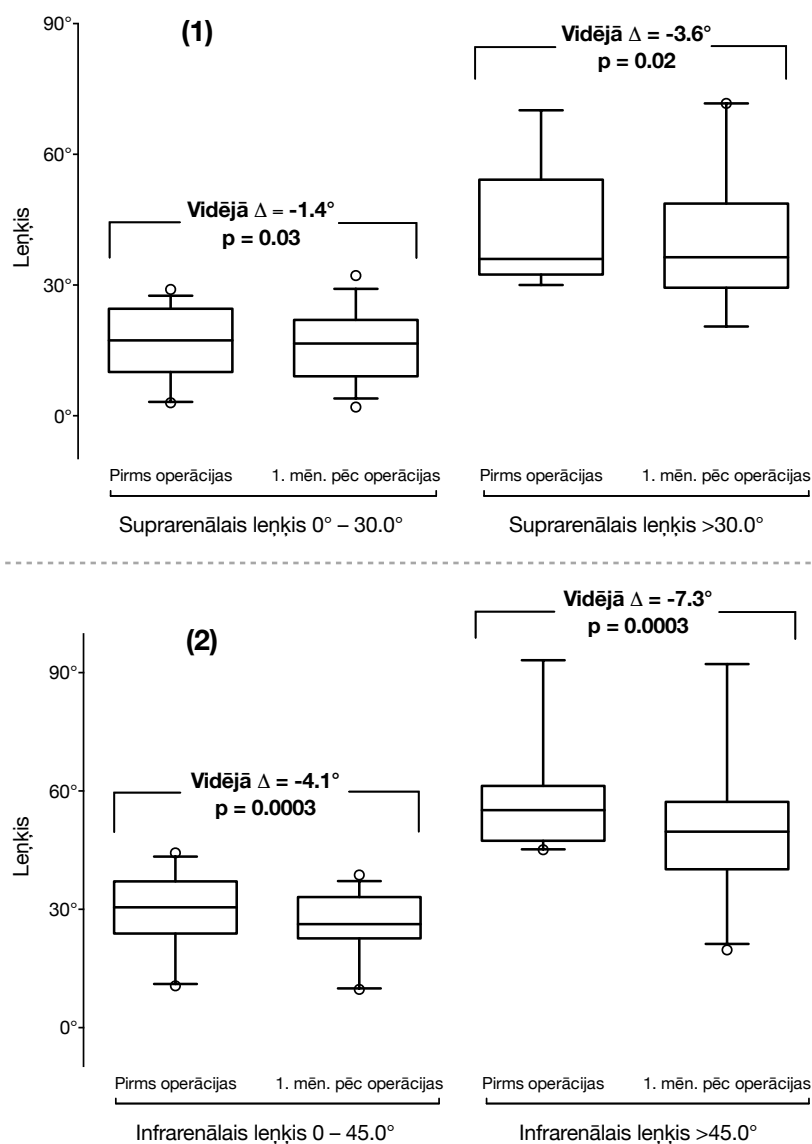 (1)
90°
60°
30°
0°
Leņķis
Vidējā Δ = -1.4°
p = 0.03
Vidējā Δ = -3.6°
p = 0.02
Pirms operācijas
1. mēn. pēc operācijas
Pirms operācijas
1. mēn. pēc operācijas
Suprarenālais leņķis 0° – 30.0°
Suprarenālais leņķis >30.0°
(2)
90°
60°
30°
0°
Leņķis
Vidējā Δ = -4.1°
p = 0.0003
Vidējā Δ = -7.3°
p = 0.0003
Pirms operācijas
1. mēn. pēc operācijas
Pirms operācijas
1. mēn. pēc operācijas
Infrarenālais leņķis 0 – 45.0°
Infrarenālais leņķis >45.0°